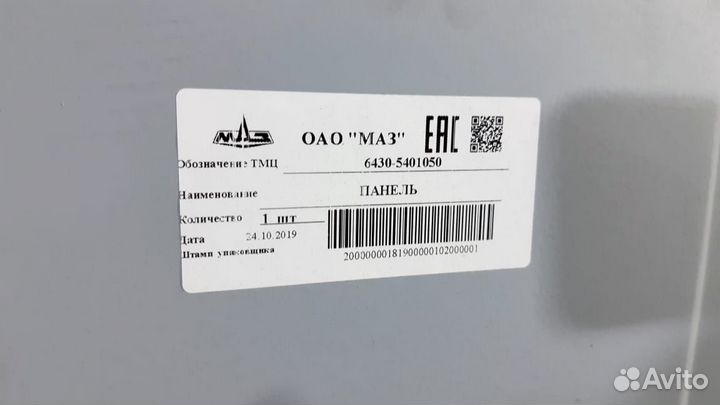 МАЗ
ОАО "МАЗ" ЕАС
Обозначение ТМЦ 6430-5401050
Наименование ПАНЕЛЬ
Количество 1 шт
Дата 24.10.2019
Штамп упаковщика
20000000181900000102000001
Avito